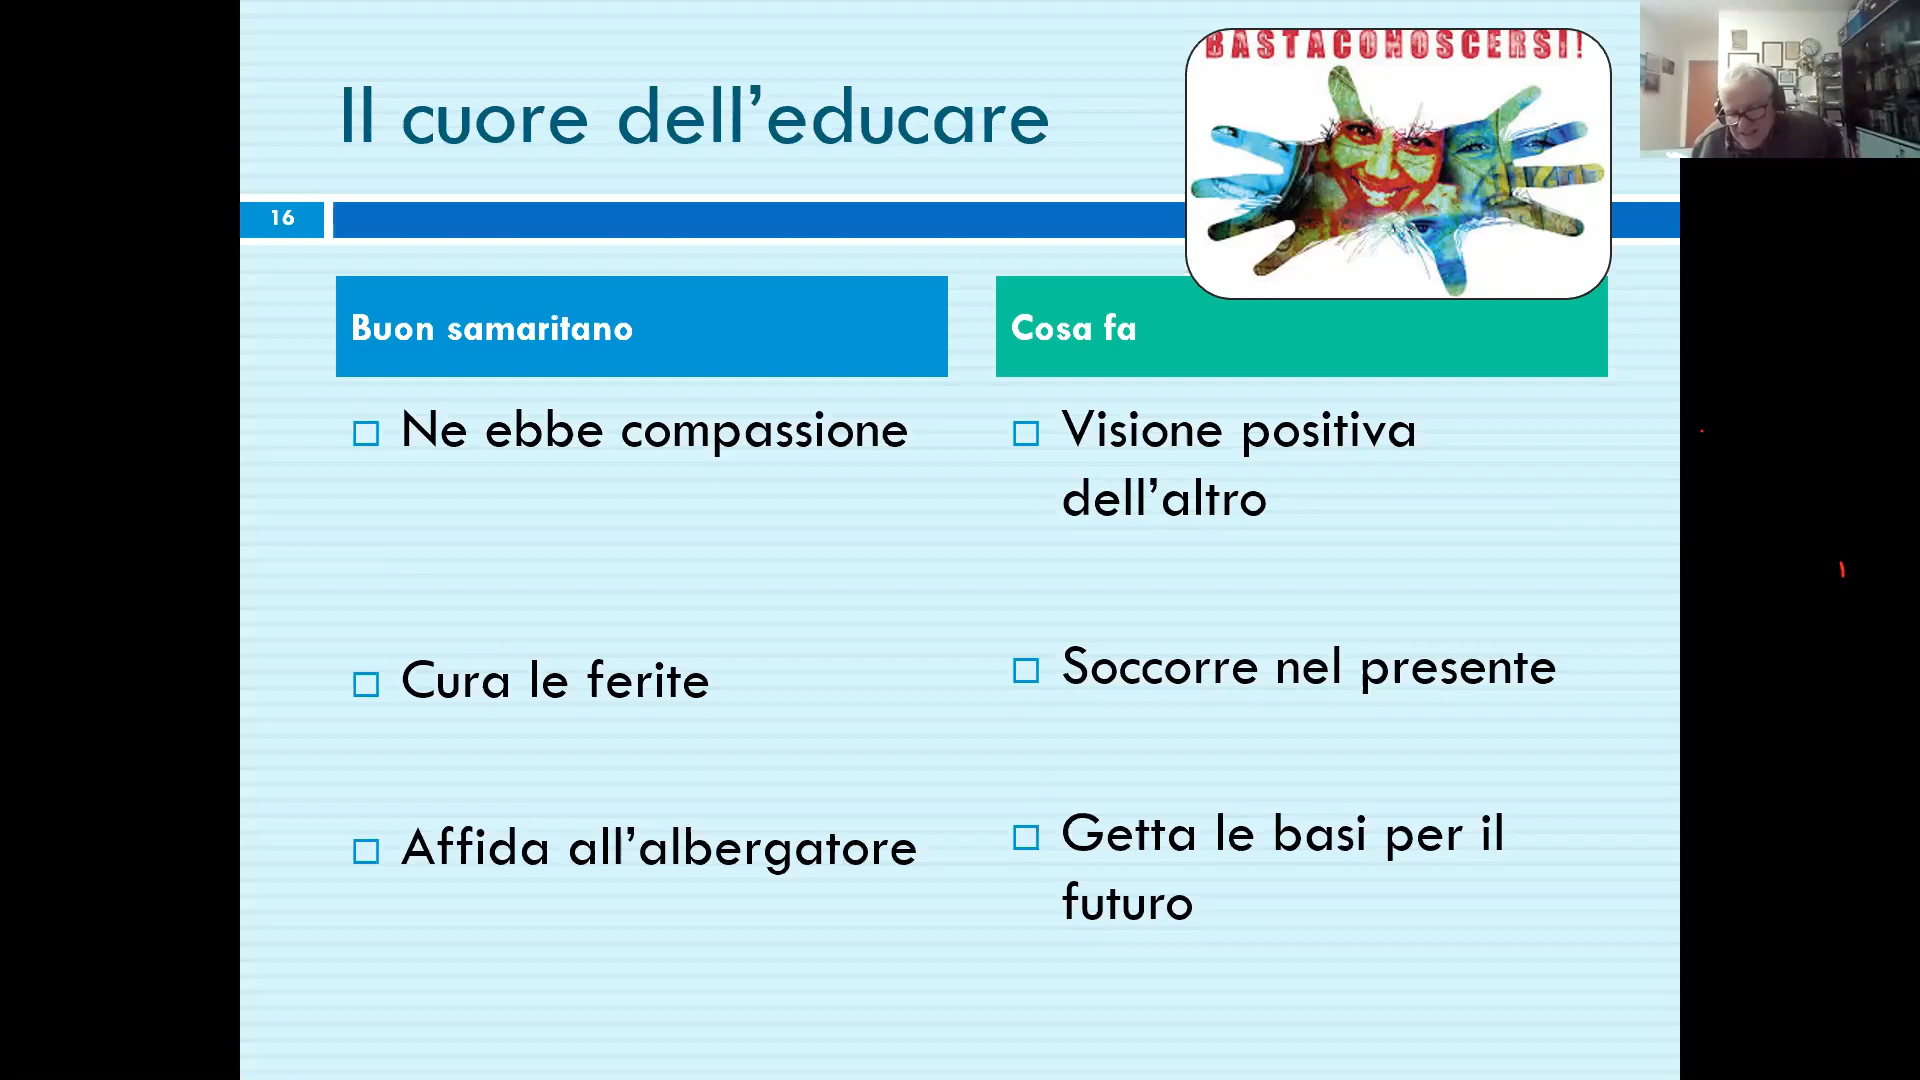 BASTACONOSCERSI!
Il cuore dell’educare
16
Buon samaritano
Cosa fa
Ne ebbe compassione
Cura le ferite
Affida all’albergatore
Visione positiva
dell’altro
Soccorre nel presente
Getta le basi per il
futuro